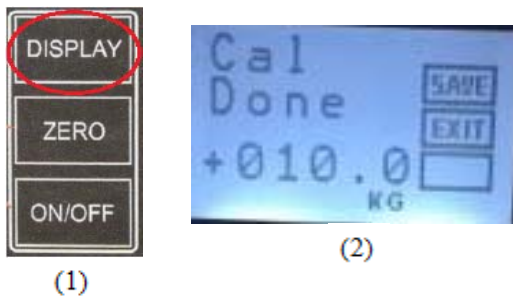 DISPLAY
ZERO
ON/OFF
(1)
Cal
Done
+010.0
KG
SAVE
EXIT
(2)